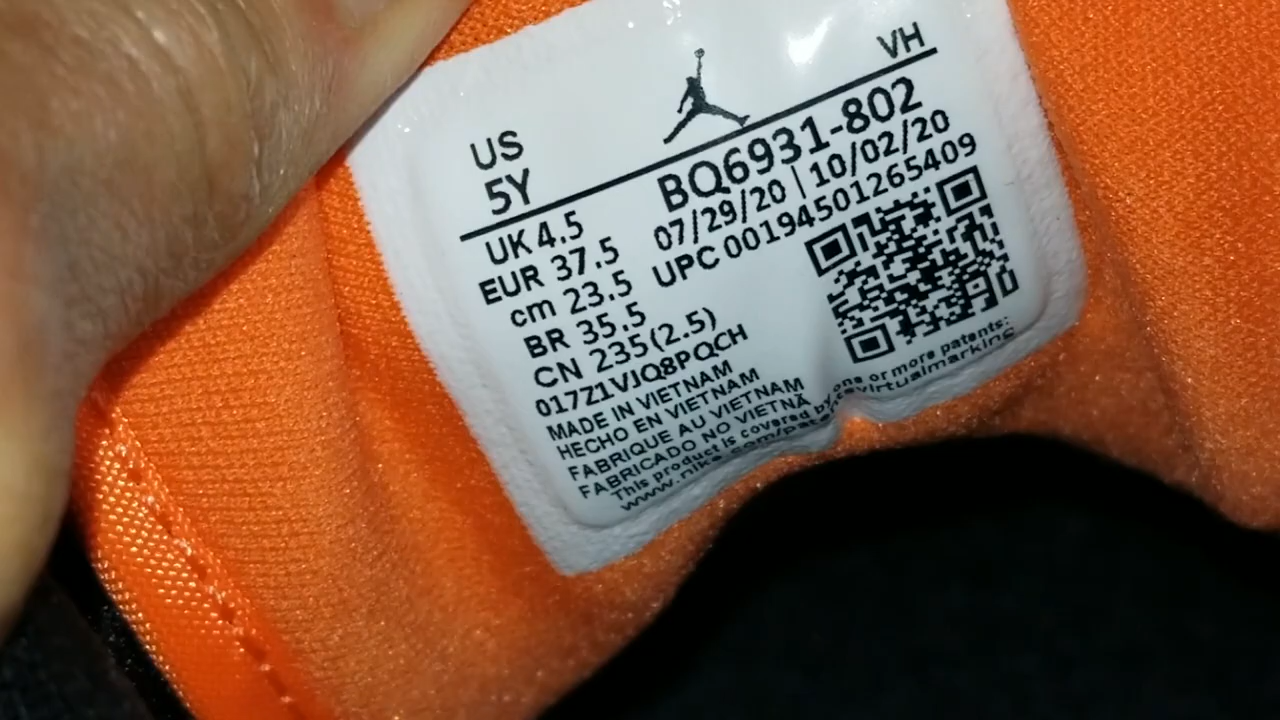 VH
US
5Y
BQ6931-802
07/29/20 | 10/02/20
UPC 00194501265409
UK 4.5
EUR 37.5
cm 23.5
BR 35.5
CN 235(2.5)
017Z1VJQ8PQCH
MADE IN VIETNAM
HECHO EN VIETNAM
FABRIQUE AU VIETNAM
FABRICADO NO VIETNÃ
This product is covered by one or more patents:
www.nike.com/